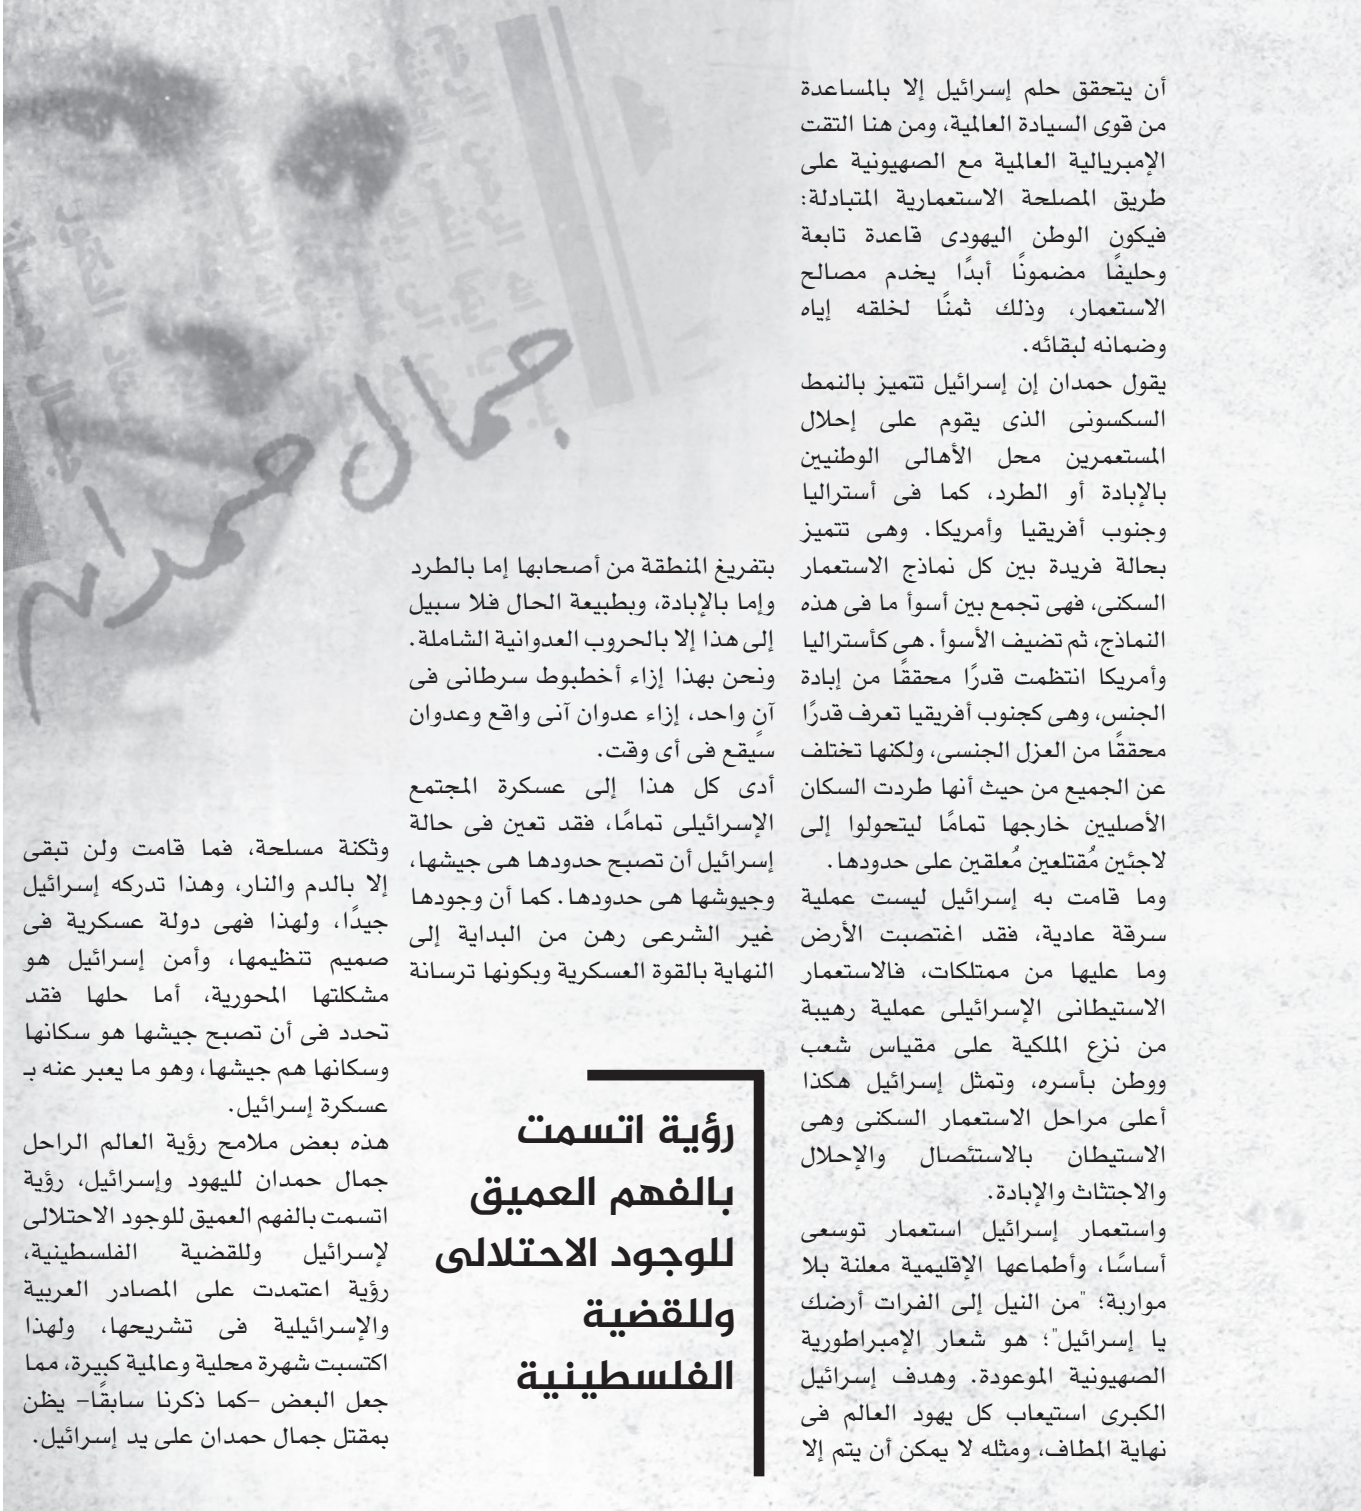 أن يتحقق حلم إسرائيل إلا بالمساعدة
من قوى السيادة العالمية، ومن هنا التقت
الإمبريالية العالمية مع الصهيونية على
طريق المصلحة الاستعمارية المتبادلة:
فيكون الوطن اليهودى قاعدة تابعة
وحليفًا مضمونًا أبدًا يخدم مصالح
الاستعمار، وذلك ثمنًا لخلقه إياه
وضمانه لبقائه.
يقول حمدان إن إسرائيل تتميز بالنمط
السكسونى الذى يقوم على إحلال
المستعمرين محل الأهالى الوطنيين
بالإبادة أو الطرد، كما فى أستراليا
وجنوب أفريقيا وأمريكا. وهى تتميز
بحالة فريدة بين كل نماذج الاستعمار
السكنى، فهى تجمع بين أسوأ ما فى هذه
النماذج، ثم تضيف الأسوأ. هى كأستراليا
وأمريكا انتظمت قدرًا محققًا من إبادة
الجنس، وهى كجنوب أفريقيا تعرف قدرًا
محققًا من العزل الجنسى، ولكنها تختلف
عن الجميع من حيث أنها طردت السكان
الأصليين خارجها تمامًا ليتحولوا إلى
لاجئين مُقتلعين مُعلقين على حدودها.
وما قامت به إسرائيل ليست عملية
سرقة عادية، فقد اغتصبت الأرض
وما عليها من ممتلكات، فالاستعمار
الاستيطانى الإسرائيلى عملية رهيبة
من نزع الملكية على مقياس شعب
ووطن بأسره، وتمثل إسرائيل هكذا
أعلى مراحل الاستعمار السكنى وهى
الاستيطان بالاستئصال والإحلال
والاجتثاث والإبادة.
واستعمار إسرائيل استعمار توسعى
أساسًا، وأطماعها الإقليمية معلنة بلا
مواربة؛ "من النيل إلى الفرات أرضك
يا إسرائيل"؛ هو شعار الإمبراطورية
الصهيونية الموعودة. وهدف إسرائيل
الكبرى استيعاب كل يهود العالم فى
نهاية المطاف، ومثله لا يمكن أن يتم إلا
بتفريغ المنطقة من أصحابها إما بالطرد
وإما بالإبادة، وبطبيعة الحال فلا سبيل
إلى هذا إلا بالحروب العدوانية الشاملة.
ونحن بهذا إزاء أخطبوط سرطانى فى
آنٍ واحد، إزاء عدوان آنى واقع وعدوان
سيقع فى أى وقت.
أدى كل هذا إلى عسكرة المجتمع
الإسرائيلى تمامًا، فقد تعين فى حالة
إسرائيل أن تصبح حدودها هى جيشها،
وجيوشها هى حدودها. كما أن وجودها
غير الشرعى رهن من البداية إلى
النهاية بالقوة العسكرية وبكونها ترسانة
وثكنة مسلحة، فما قامت ولن تبقى
إلا بالدم والنار، وهذا تدركه إسرائيل
جيدًا، ولهذا فهى دولة عسكرية فى
صميم تنظيمها، وأمن إسرائيل هو
مشكلتها المحورية، أما حلها فقد
تحدد فى أن تصبح جيشها هو سكانها
وسكانها هم جيشها، وهو ما يعبر عنه بـ
عسكرة إسرائيل.
هذه بعض ملامح رؤية العالم الراحل
جمال حمدان لليهود وإسرائيل، رؤية
اتسمت بالفهم العميق للوجود الاحتلالى
لإسرائيل وللقضية الفلسطينية،
رؤية اعتمدت على المصادر العربية
والإسرائيلية فى تشريحها، ولهذا
اكتسبت شهرة محلية وعالمية كبيرة، مما
جعل البعض –كما ذكرنا سابقًا– يظن
بمقتل جمال حمدان على يد إسرائيل.
رؤية اتسمت
بالفهم العميق
للوجود الاحتلالى
وللقضية
الفلسطينية
جمال حمدان